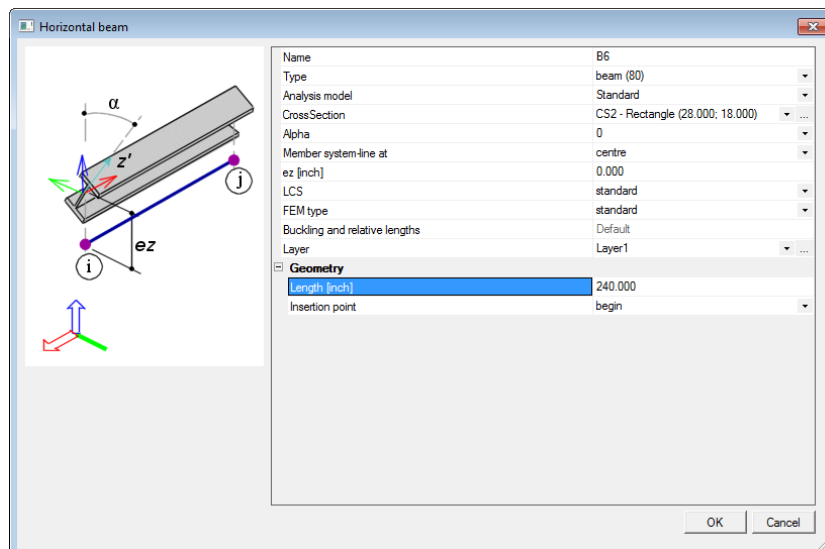 Horizontal beam
α
z'
j
ez
i
Name B6
Type beam (80)
Analysis model Standard
CrossSection CS2 - Rectangle (28.000; 18.000) ...
Alpha 0
Member system-line at centre
ez [inch] 0.000
LCS standard
FEM type standard
Buckling and relative lengths Default
Layer Layer1 ...
Geometry
Length [inch] 240.000
Insertion point begin
OK Cancel